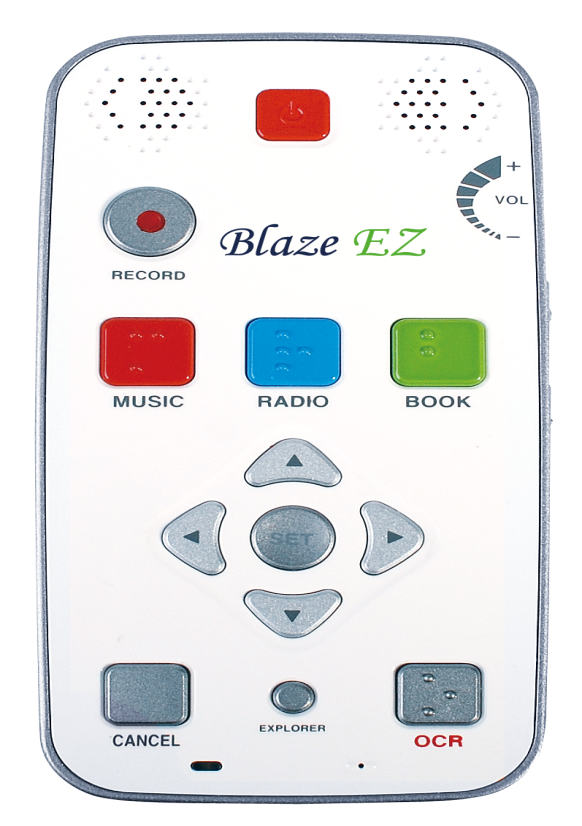 +
VOL
–
Blaze EZ
RECORD
MUSIC
RADIO
BOOK
SET
CANCEL
EXPLORER
OCR